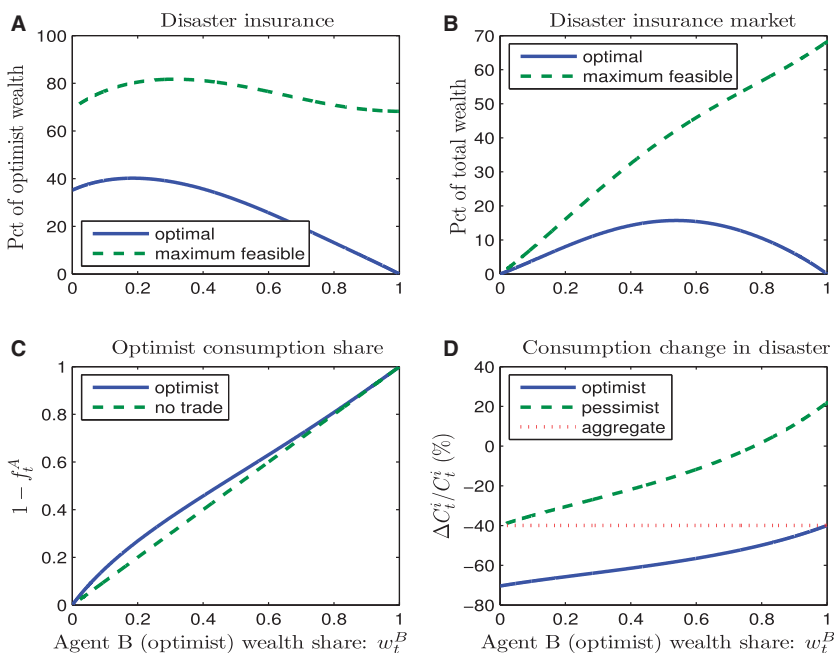 A
Disaster insurance
Pct of optimist wealth
100
80
60
40
20
0
optimal
maximum feasible
0
0.2
0.4
0.6
0.8
1
B
Disaster insurance market
Pct of total wealth
70
60
50
40
30
20
10
0
optimal
maximum feasible
0
0.2
0.4
0.6
0.8
1
C
Optimist consumption share
1 − f_t^A
1
0.8
0.6
0.4
0.2
0
optimist
no trade
0
0.2
0.4
0.6
0.8
1
Agent B (optimist) wealth share: w_t^B
D
Consumption change in disaster
ΔC_t^i/C_t^i (%)
40
20
0
−20
−40
−60
−80
optimist
pessimist
aggregate
0
0.2
0.4
0.6
0.8
1
Agent B (optimist) wealth share: w_t^B